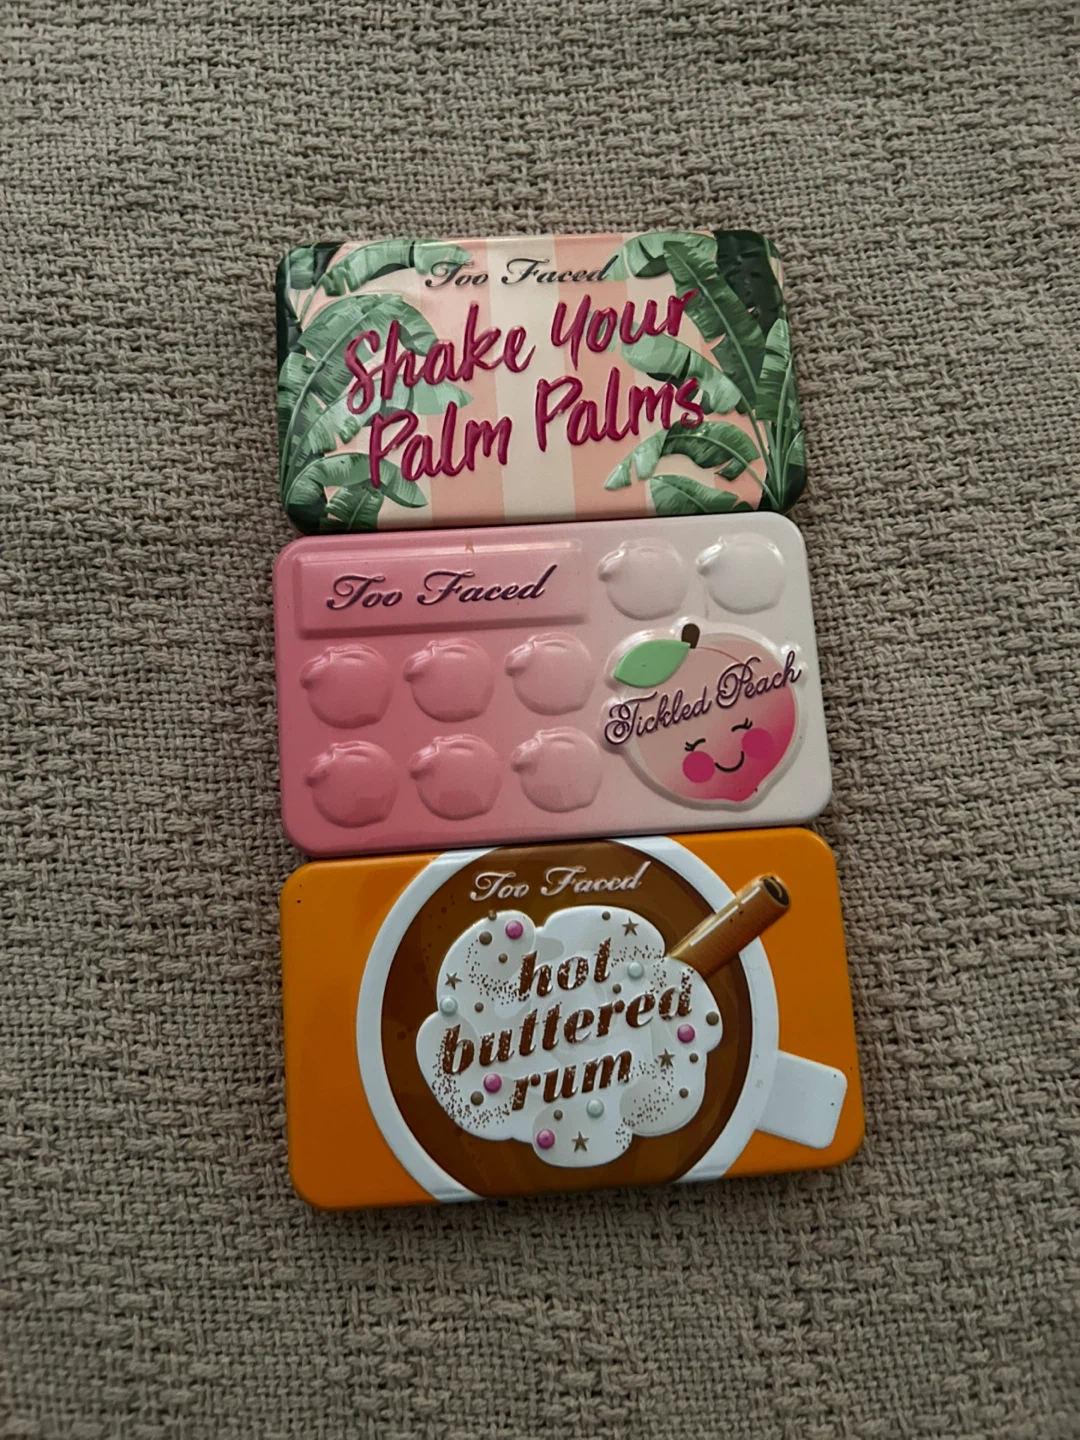 Too Faced
Shake Your
Palm Palms
Too Faced
Tickled Peach
Too Faced
hot
buttered
rum